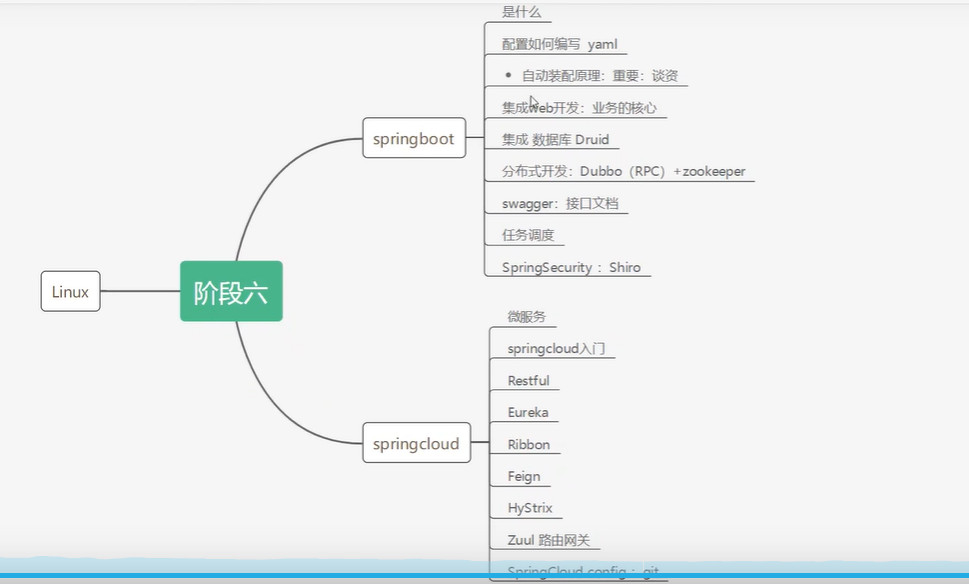 是什么
配置如何编写 yaml
自动装配原理：重要：谈资
集成web开发：业务的核心
集成 数据库 Druid
分布式开发：Dubbo（RPC）+zookeeper
swagger：接口文档
任务调度
SpringSecurity ：Shiro
springboot
Linux
阶段六
springcloud
微服务
springcloud入门
Restful
Eureka
Ribbon
Feign
HyStrix
Zuul 路由网关
SpringCloud config ：git